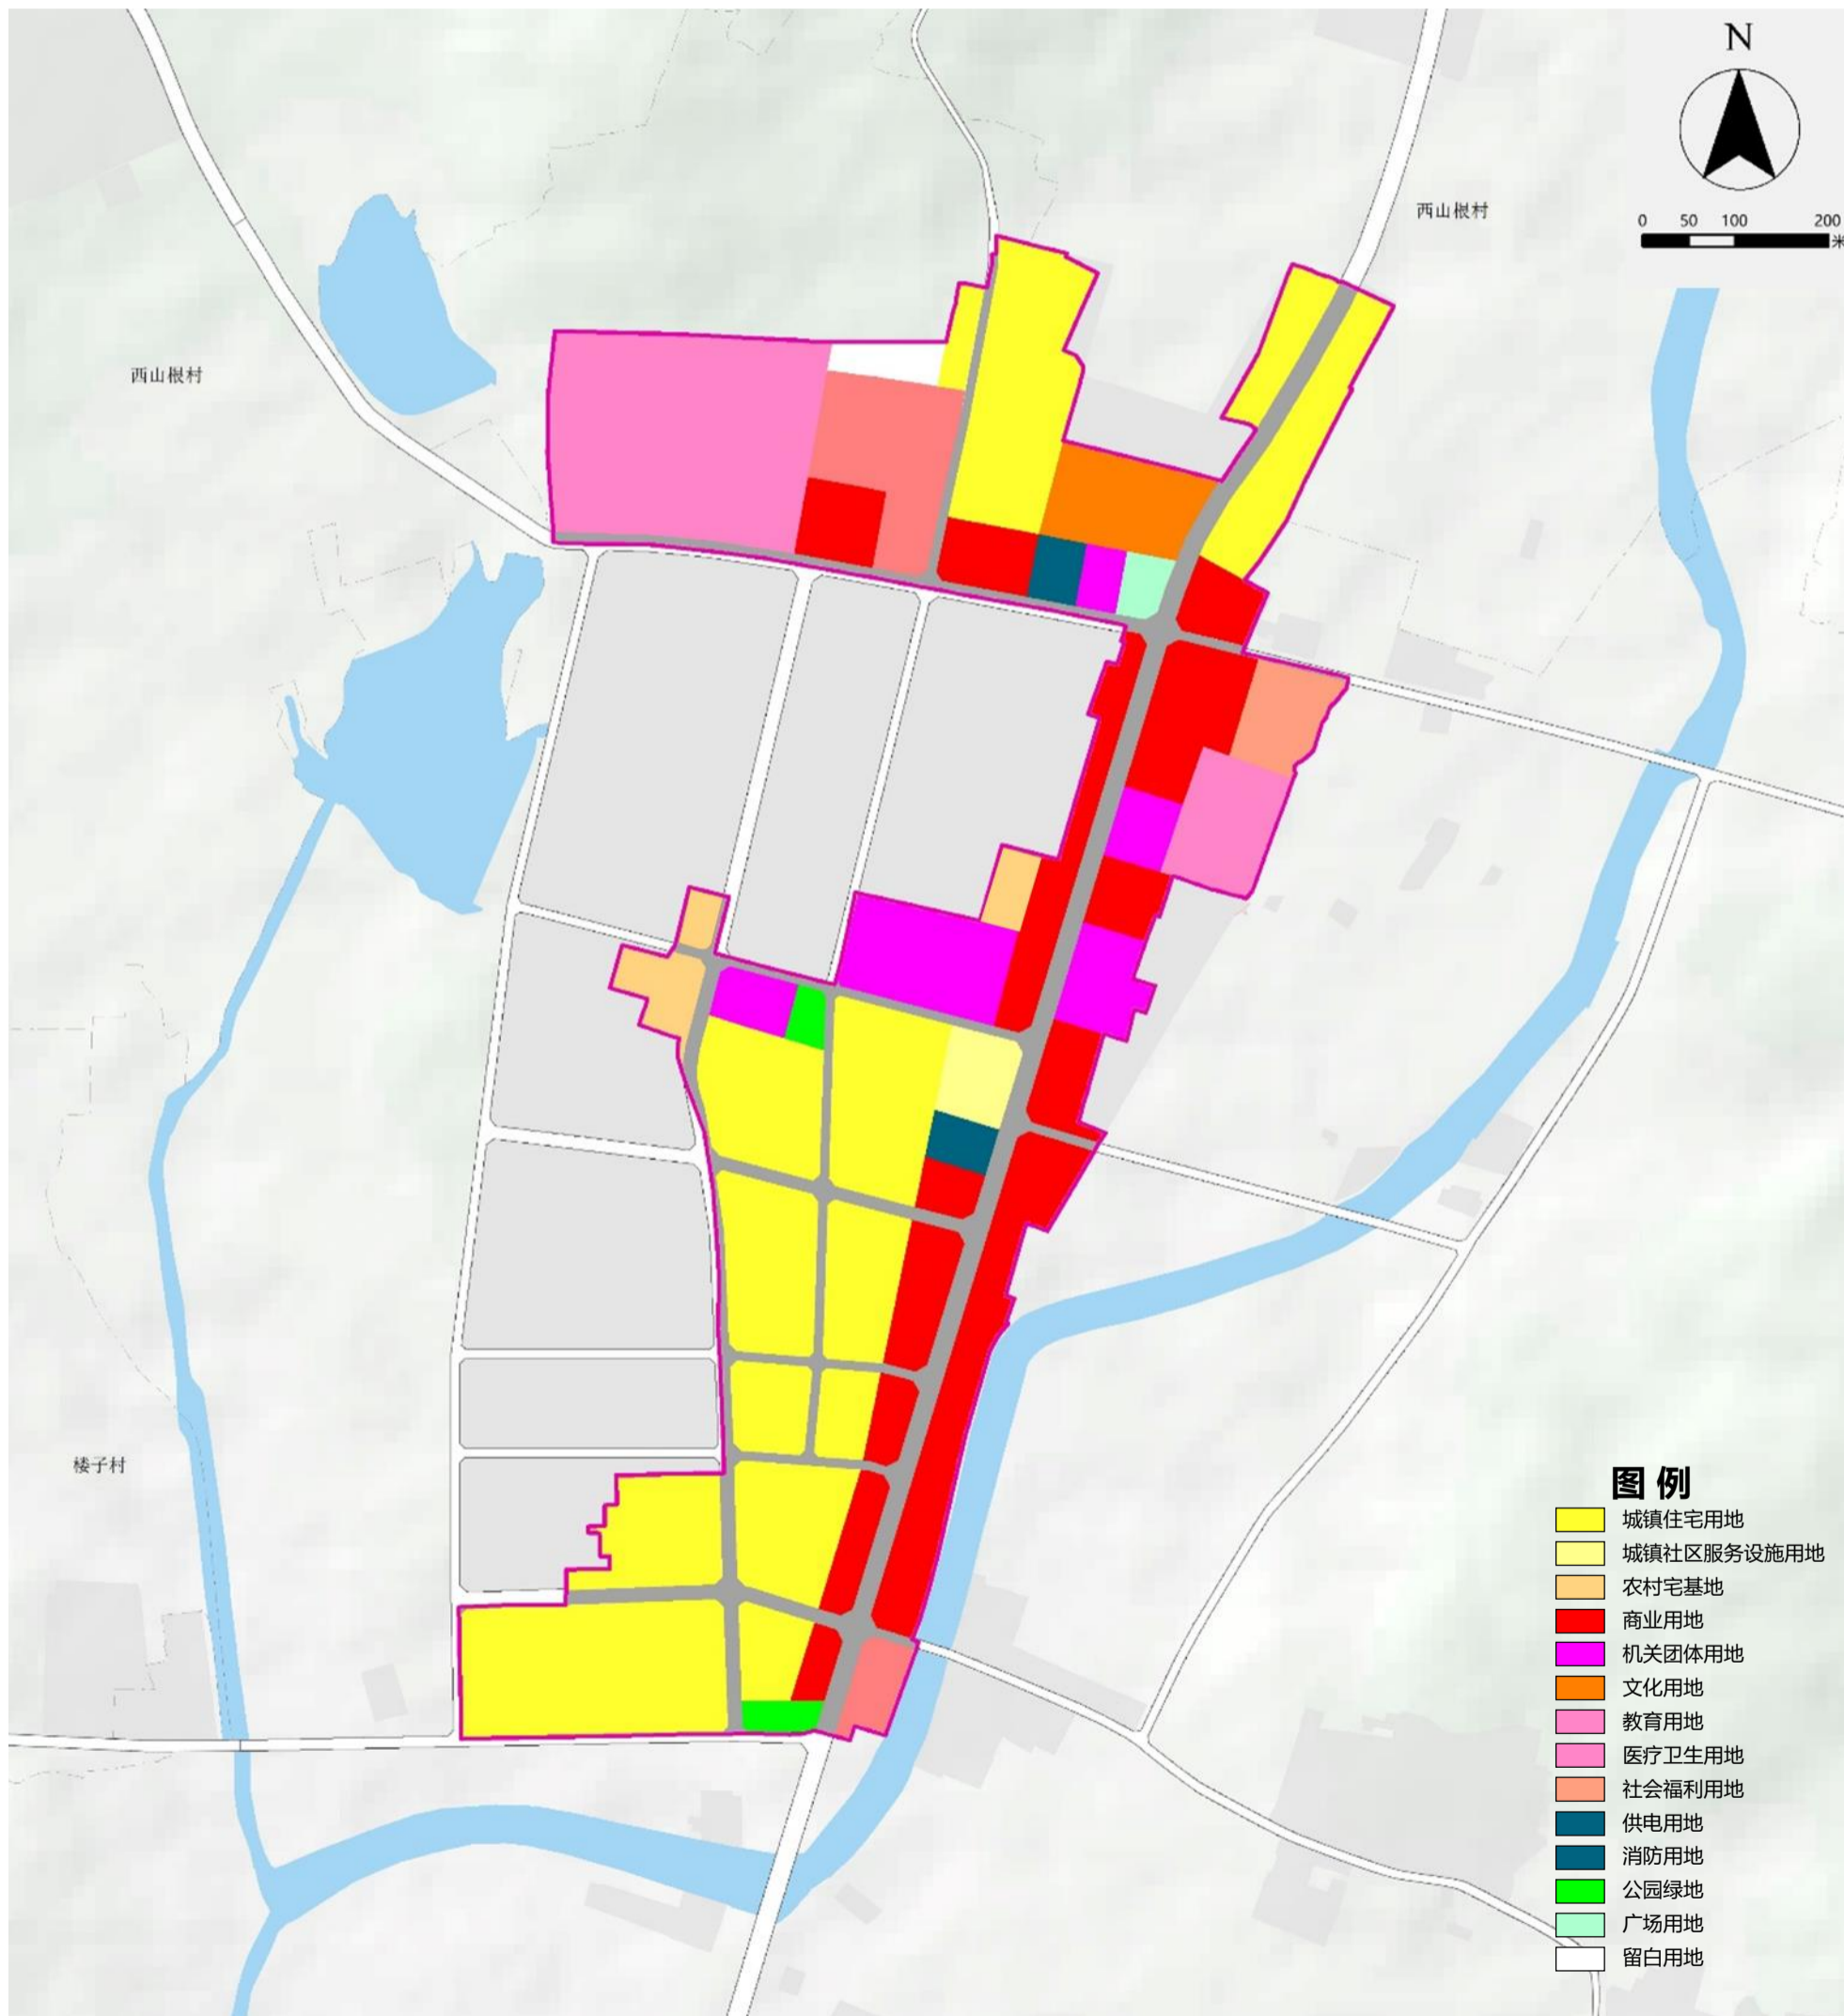 N
西山根村
0 50 100 200
米
西山根村
楼子村
图 例
城镇住宅用地
城镇社区服务设施用地
农村宅基地
商业用地
机关团体用地
文化用地
教育用地
医疗卫生用地
社会福利用地
供电用地
消防用地
公园绿地
广场用地
留白用地